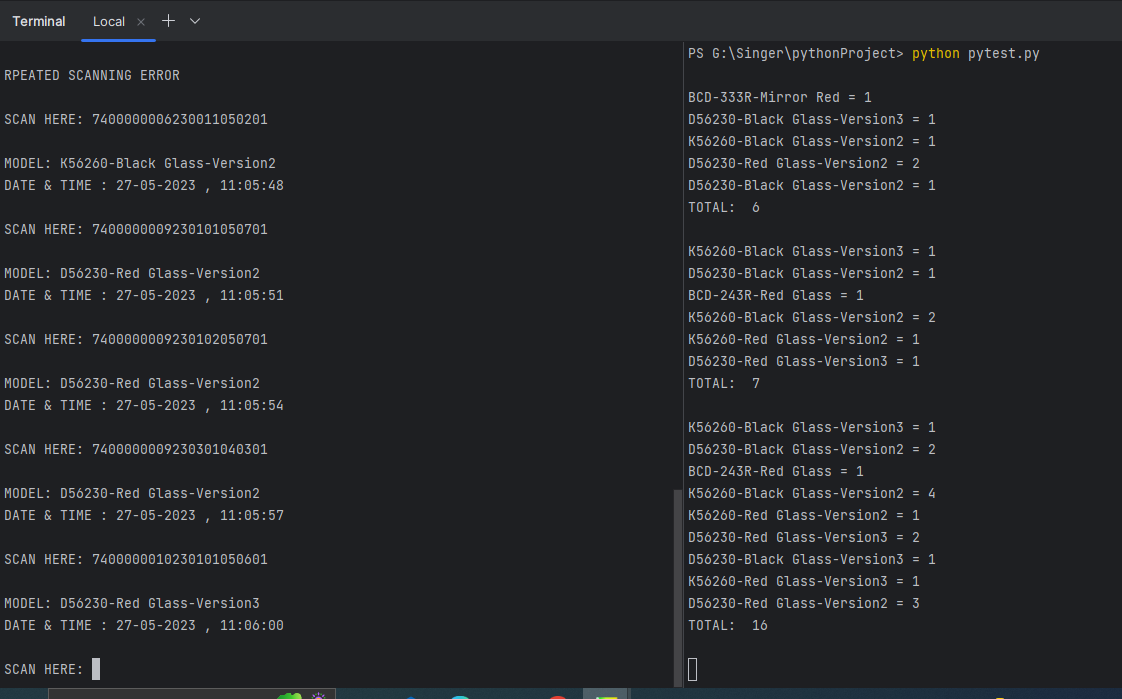 Terminal
Local
RPEATED SCANNING ERROR
SCAN HERE: 7400000006230011050201
MODEL: K56260-Black Glass-Version2
DATE & TIME : 27-05-2023 , 11:05:48
SCAN HERE: 7400000009230101050701
MODEL: D56230-Red Glass-Version2
DATE & TIME : 27-05-2023 , 11:05:51
SCAN HERE: 7400000009230102050701
MODEL: D56230-Red Glass-Version2
DATE & TIME : 27-05-2023 , 11:05:54
SCAN HERE: 7400000009230301040301
MODEL: D56230-Red Glass-Version2
DATE & TIME : 27-05-2023 , 11:05:57
SCAN HERE: 7400000010230101050601
MODEL: D56230-Red Glass-Version3
DATE & TIME : 27-05-2023 , 11:06:00
SCAN HERE:
PS G:\Singer\pythonProject> python pytest.py
BCD-333R-Mirror Red = 1
D56230-Black Glass-Version3 = 1
K56260-Black Glass-Version2 = 1
D56230-Red Glass-Version2 = 2
D56230-Black Glass-Version2 = 1
TOTAL:  6
K56260-Black Glass-Version3 = 1
D56230-Black Glass-Version2 = 1
BCD-243R-Red Glass = 1
K56260-Black Glass-Version2 = 2
K56260-Red Glass-Version2 = 1
D56230-Red Glass-Version3 = 1
TOTAL:  7
K56260-Black Glass-Version3 = 1
D56230-Black Glass-Version2 = 2
BCD-243R-Red Glass = 1
K56260-Black Glass-Version2 = 4
K56260-Red Glass-Version2 = 1
D56230-Red Glass-Version3 = 2
D56230-Black Glass-Version3 = 1
K56260-Red Glass-Version3 = 1
D56230-Red Glass-Version2 = 3
TOTAL:  16